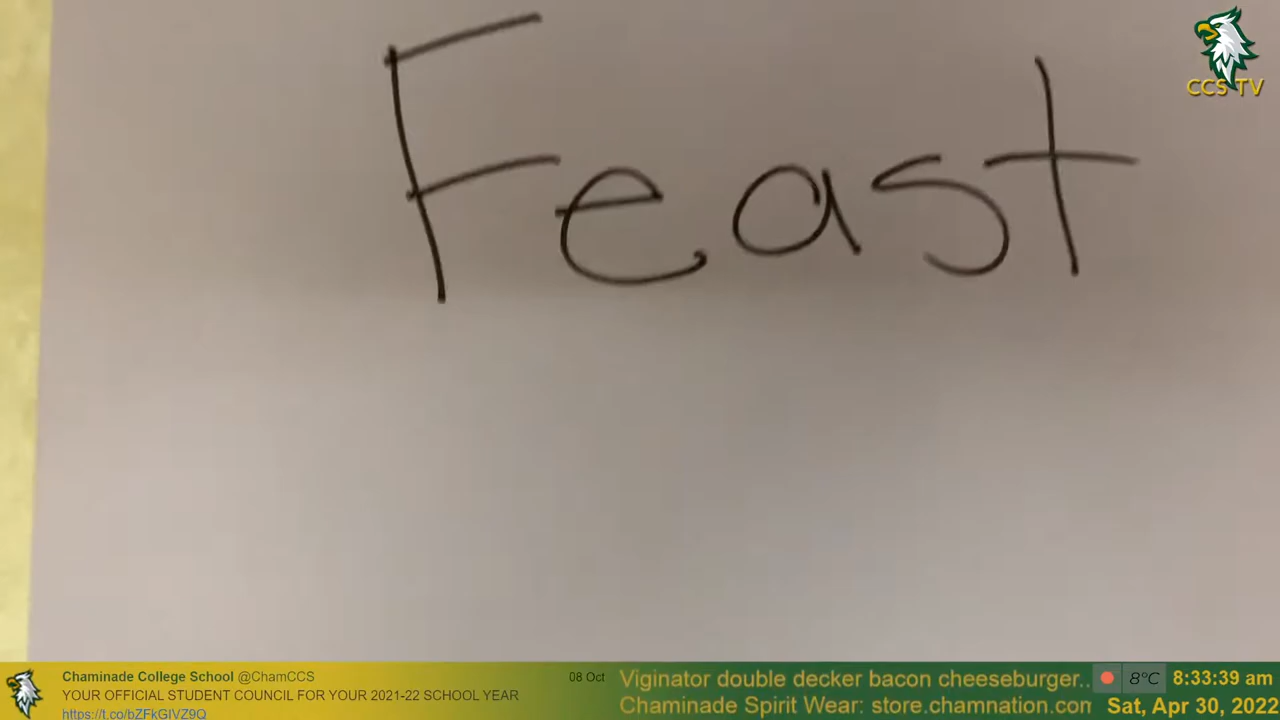 Feast
CCS TV
Chaminade College School @ChamCCS
08 Oct
YOUR OFFICIAL STUDENT COUNCIL FOR YOUR 2021-22 SCHOOL YEAR
https://t.co/bZFkGIVZ9Q
Viginator double decker bacon cheeseburger..
Chaminade Spirit Wear: store.chamnation.com
8°C
8:33:39 am
Sat, Apr 30, 2022